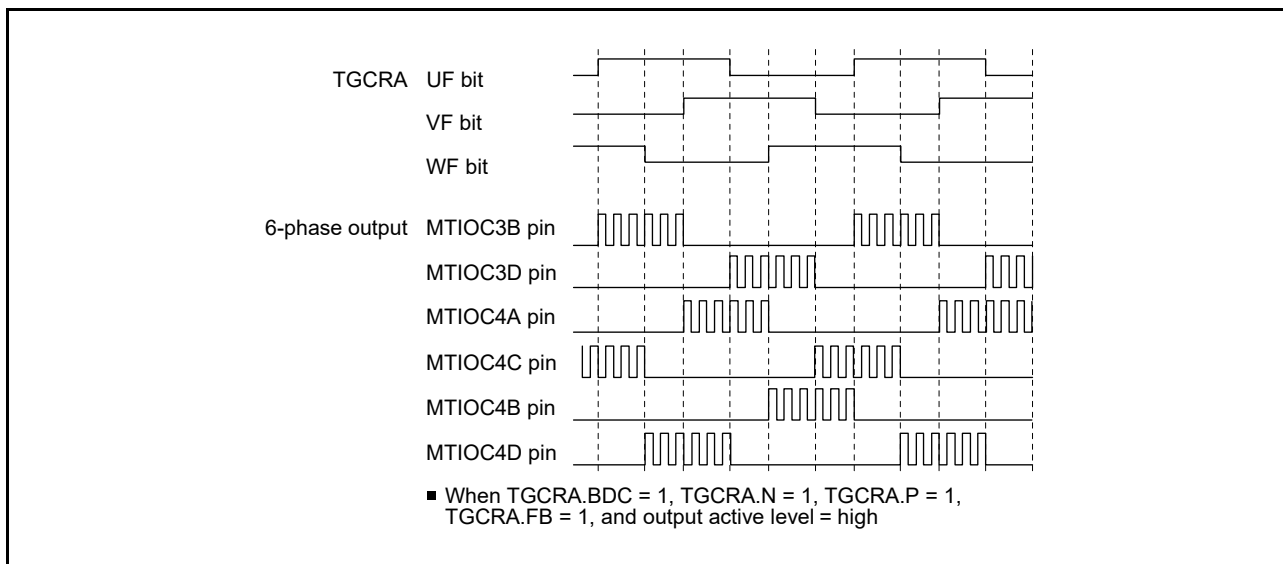 TGCRA UF bit
VF bit
WF bit
6-phase output MTIOC3B pin
MTIOC3D pin
MTIOC4A pin
MTIOC4C pin
MTIOC4B pin
MTIOC4D pin
■ When TGCRA.BDC = 1, TGCRA.N = 1, TGCRA.P = 1,
TGCRA.FB = 1, and output active level = high